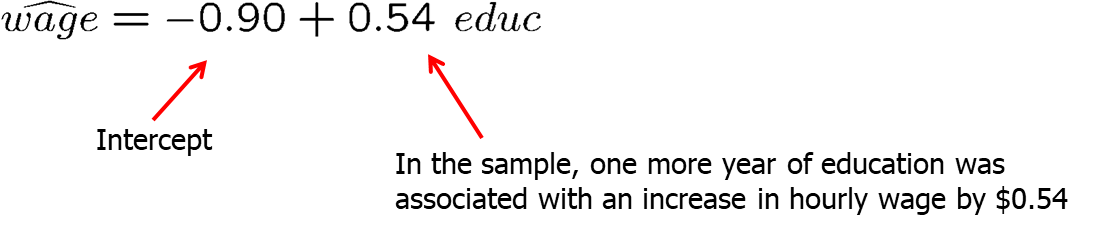 \widehat{wage} = −0.90 + 0.54 educ
Intercept
In the sample, one more year of education was
associated with an increase in hourly wage by $0.54